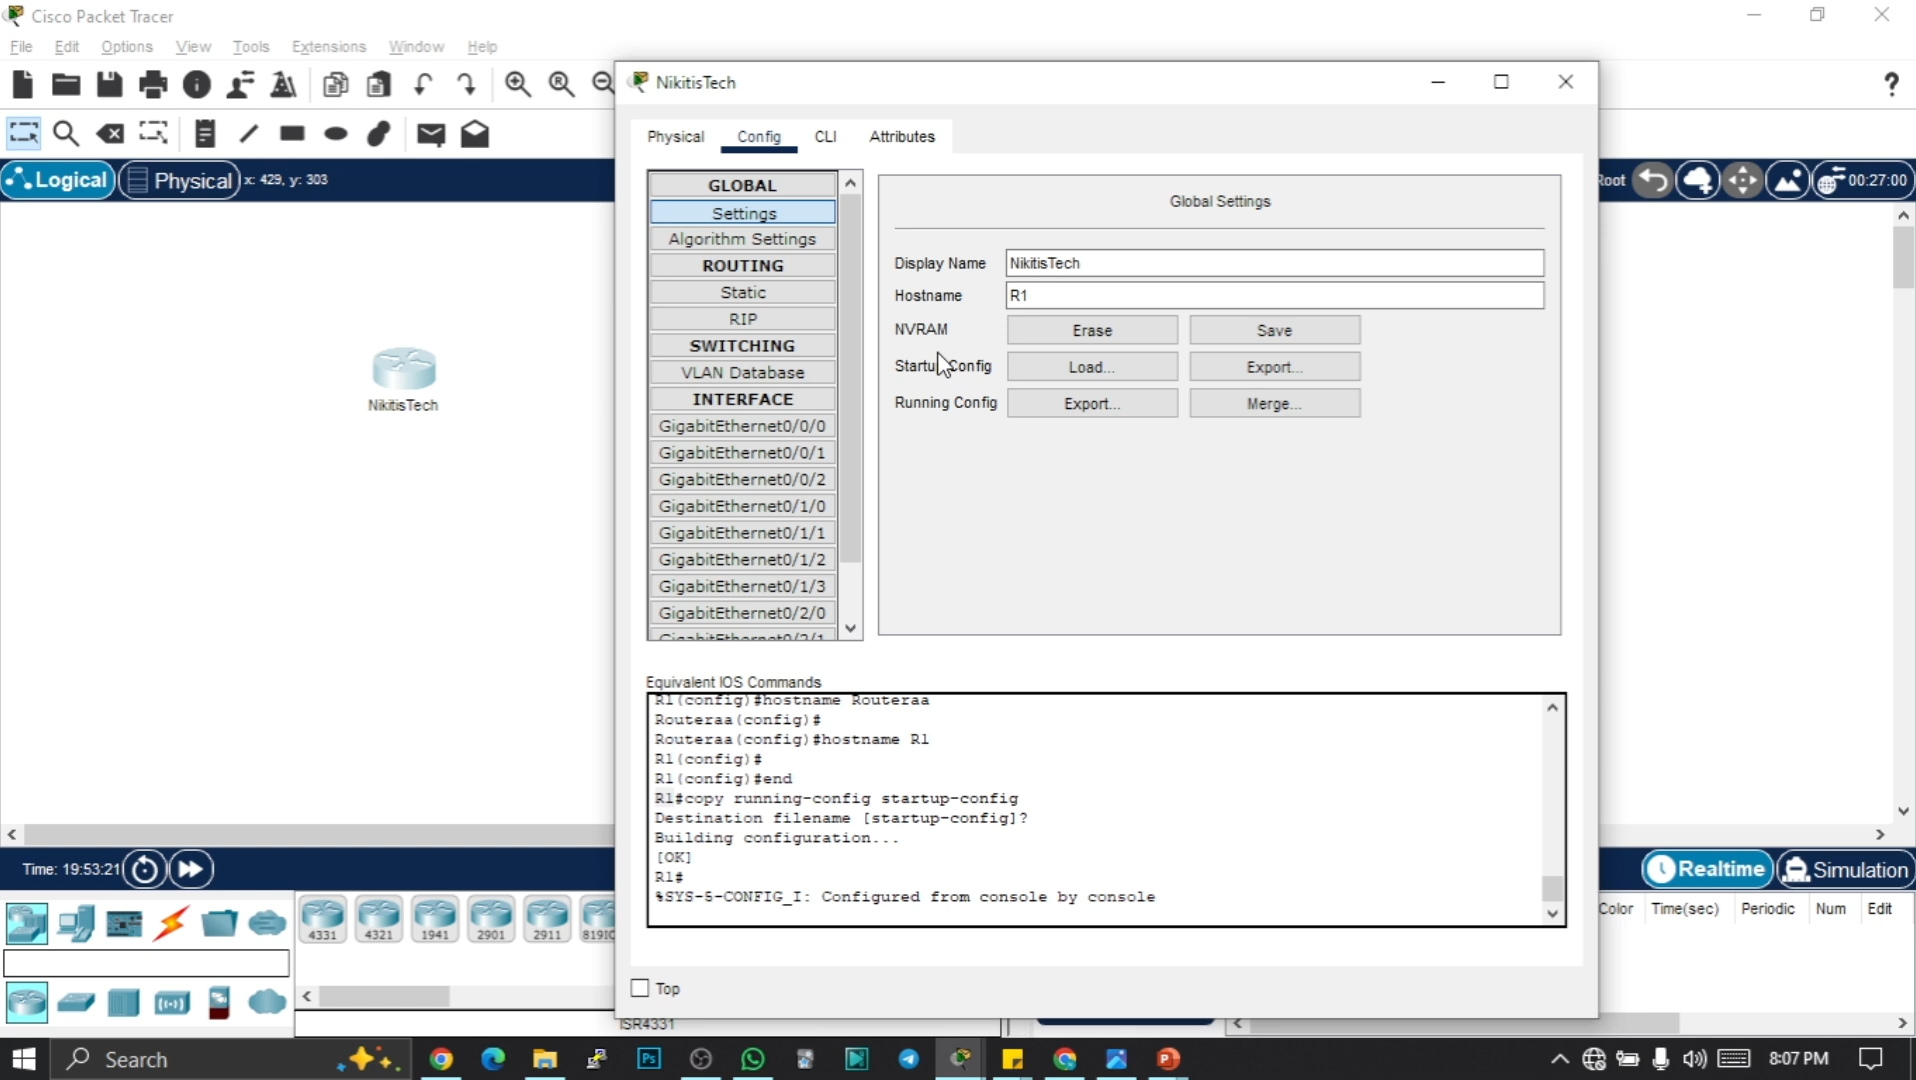 Cisco Packet Tracer
File Edit Options View Tools Extensions Window Help
NikitisTech
Physical Config CLI Attributes
Logical Physical x: 429, y: 303
Root 00:27:00
GLOBAL
Settings
Algorithm Settings
ROUTING
Static
RIP
SWITCHING
VLAN Database
INTERFACE
GigabitEthernet0/0/0
GigabitEthernet0/0/1
GigabitEthernet0/0/2
GigabitEthernet0/1/0
GigabitEthernet0/1/1
GigabitEthernet0/1/2
GigabitEthernet0/1/3
GigabitEthernet0/2/0
GigabitEthernet0/2/1
Global Settings
Display Name NikitisTech
Hostname R1
NVRAM Erase Save
Startup Config Load... Export...
Running Config Export... Merge...
NikitisTech
Equivalent IOS Commands
R1(config)#hostname Routeraa
Routeraa(config)#
Routeraa(config)#hostname R1
R1(config)#
R1(config)#end
R1#copy running-config startup-config
Destination filename [startup-config]?
Building configuration...
[OK]
R1#
%SYS-5-CONFIG_I: Configured from console by console
Top
Time: 19:53:21
Realtime Simulation
4331 4321 1941 2901 2911
Color Time(sec) Periodic Num Edit
ISR4331
Search
Ps
8:07 PM